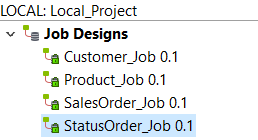 LOCAL: Local_Project
Job Designs
Customer_Job 0.1
Product_Job 0.1
SalesOrder_Job 0.1
StatusOrder_Job 0.1